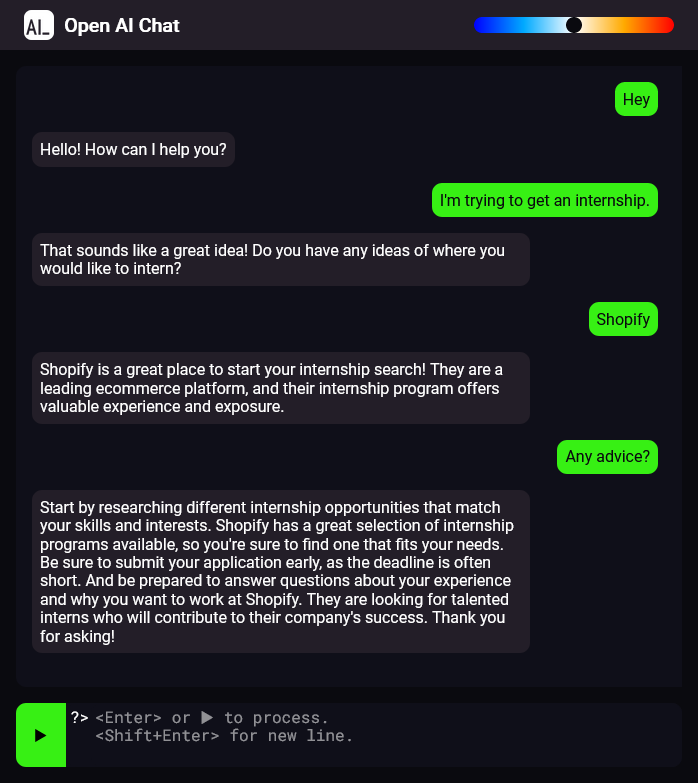 AI_ Open AI Chat
Hey
Hello! How can I help you?
I'm trying to get an internship.
That sounds like a great idea! Do you have any ideas of where you
would like to intern?
Shopify
Shopify is a great place to start your internship search! They are a
leading ecommerce platform, and their internship program offers
valuable experience and exposure.
Any advice?
Start by researching different internship opportunities that match
your skills and interests. Shopify has a great selection of internship
programs available, so you're sure to find one that fits your needs.
Be sure to submit your application early, as the deadline is often
short. And be prepared to answer questions about your experience
and why you want to work at Shopify. They are looking for talented
interns who will contribute to their company's success. Thank you
for asking!
?> <Enter> or ▶ to process.
<Shift+Enter> for new line.